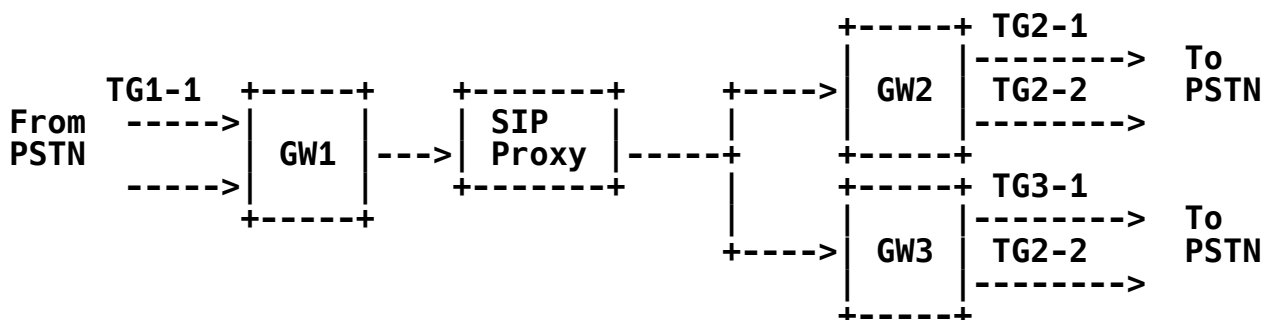 +-----+ TG2-1
                                           |     |-------->  To
     TG1-1  +-----+    +-------+     +---->| GW2 | TG2-2    PSTN
From  ----->|     |    | SIP   |     |     |     |-------->
PSTN        | GW1 |--->| Proxy |-----+     +-----+
      ----->|     |    +-------+     |     +-----+ TG3-1
            +-----+                  |     |     |-------->  To
                                     +---->| GW3 | TG2-2    PSTN
                                           |     |-------->
                                           +-----+